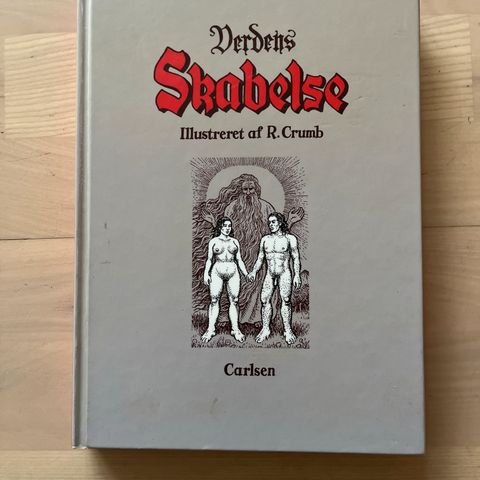 Verdens
Skabelse
Illustreret af R. Crumb
Carlsen